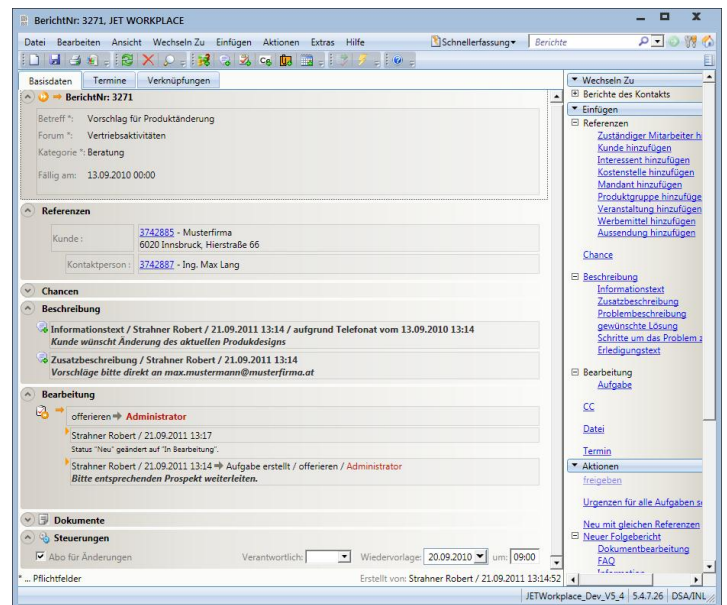 BerichtNr: 3271, JET WORKPLACE
Datei Bearbeiten Ansicht Wechseln Zu Einfügen Aktionen Extras Hilfe Schnellerfassung Berichte
Basisdaten Termine Verknüpfungen
BerichtNr: 3271
Betreff *: Vorschlag für Produktänderung
Forum *: Vertriebsaktivitäten
Kategorie *: Beratung
Fällig am: 13.09.2010 00:00
Referenzen
Kunde : 3742885 - Musterfirma
6020 Innsbruck, Hierstraße 66
Kontaktperson : 3742887 - Ing. Max Lang
Chancen
Beschreibung
Informationstext / Strahner Robert / 21.09.2011 13:14 / aufgrund Telefonat vom 13.09.2010 13:14
Kunde wünscht Änderung des aktuellen Produkdesigns
Zusatzbeschreibung / Strahner Robert / 21.09.2011 13:14
Vorschläge bitte direkt an max.mustermann@musterfirma.at
Bearbeitung
offerieren Administrator
Strahner Robert / 21.09.2011 13:17
Status "Neu" geändert auf "In Bearbeitung".
Strahner Robert / 21.09.2011 13:14 Aufgabe erstellt / offerieren / Administrator
Bitte entsprechenden Prospekt weiterleiten.
Dokumente
Steuerungen
Abo für Änderungen Verantwortlich: Wiedervorlage: 20.09.2010 um: 09:00
* ... Pflichtfelder Erstellt von: Strahner Robert / 21.09.2011 13:14:52
Wechseln Zu
Berichte des Kontakts
Einfügen
Referenzen
Zuständiger Mitarbeiter h
Kunde hinzufügen
Interessent hinzufügen
Kostenstelle hinzufügen
Mandant hinzufügen
Produktgruppe hinzufüge
Veranstaltung hinzufügen
Werbemittel hinzufügen
Aussendung hinzufügen
Chance
Beschreibung
Informationstext
Zusatzbeschreibung
Problembeschreibung
gewünschte Lösung
Schritte um das Problem z
Erledigungstext
Bearbeitung
Aufgabe
CC
Datei
Termin
Aktionen
freigeben
Urgenzen für alle Aufgaben se
Neu mit gleichen Referenzen
Neuer Folgebericht
Dokumentbearbeitung
FAQ
Information
JETWorkplace_Dev_V5_4 5.4.7.26 DSA/INL